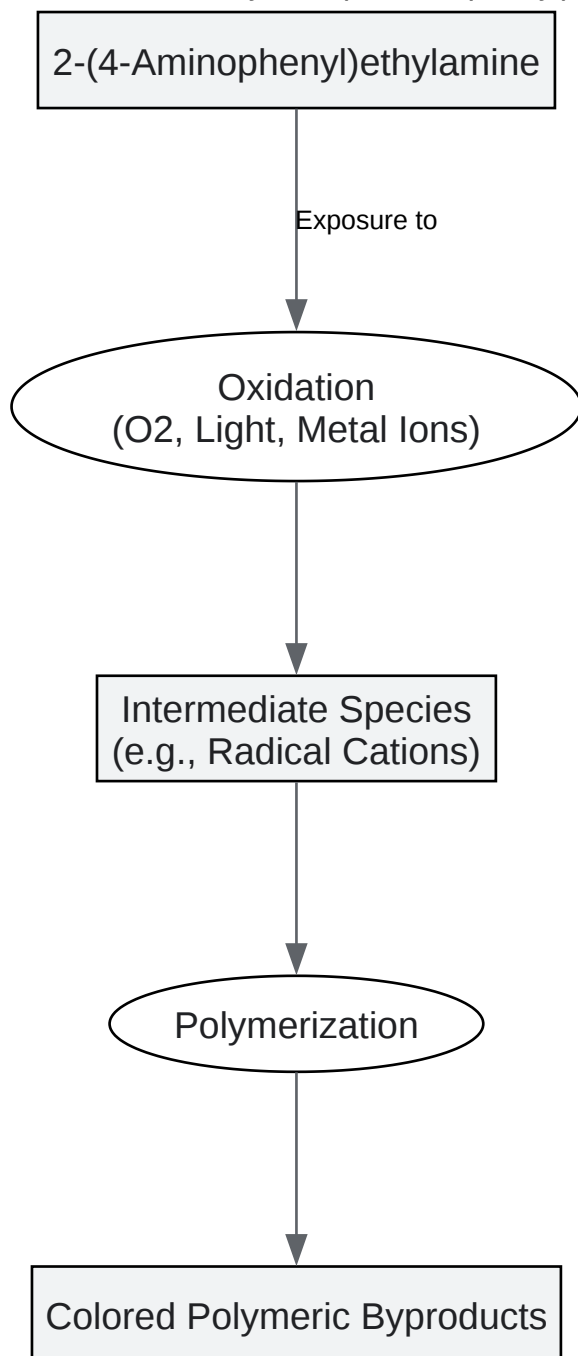 2-(4-Aminophenyl)ethylamine
Exposure to
Oxidation
(O2, Light, Metal Ions)
Intermediate Species
(e.g., Radical Cations)
Polymerization
Colored Polymeric Byproducts